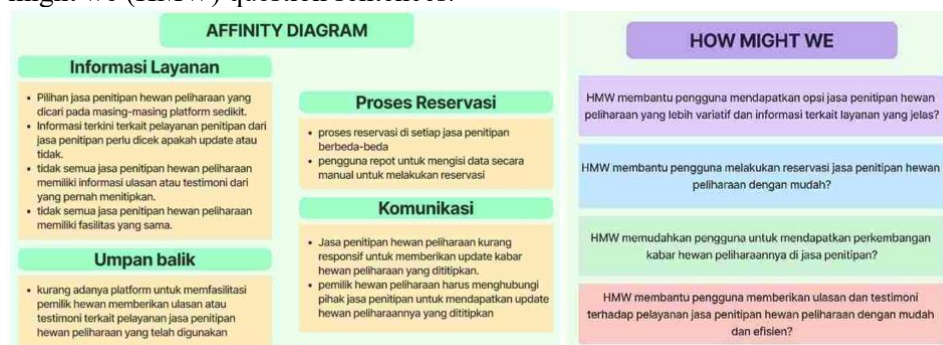 might we (HMW) question sentences.
AFFINITY DIAGRAM
Informasi Layanan
• Pilihan jasa penitipan hewan peliharaan yang
dicari pada masing-masing platform sedikit.
• Informasi terkini terkait pelayanan penitipan dari
jasa penitipan perlu dicek apakah update atau
tidak.
• tidak semua jasa penitipan hewan peliharaan
memiliki informasi ulasan atau testimoni dari
yang pernah menitipkan.
• tidak semua jasa penitipan hewan peliharaan
memiliki fasilitas yang sama.
Umpan balik
• kurang adanya platform untuk memfasilitasi
pemilik hewan memberikan ulasan atau
testimoni terkait pelayanan jasa penitipan
hewan peliharaan yang telah digunakan
Proses Reservasi
• proses reservasi di setiap jasa penitipan
berbeda-beda
• pengguna repot untuk mengisi data secara
manual untuk melakukan reservasi
Komunikasi
• Jasa penitipan hewan peliharaan kurang
responsif untuk memberikan update kabar
hewan peliharaan yang dititipkan.
• pemilik hewan peliharaan harus menghubungi
pihak jasa penitipan untuk mendapatkan update
hewan peliharaannya yang dititipkan
HOW MIGHT WE
HMW membantu pengguna mendapatkan opsi jasa penitipan hewan
peliharaan yang lebih variatif dan informasi terkait layanan yang jelas?
HMW membantu pengguna melakukan reservasi jasa penitipan hewan
peliharaan dengan mudah?
HMW memudahkan pengguna untuk mendapatkan perkembangan
kabar hewan peliharaannya di jasa penitipan?
HMW membantu pengguna memberikan ulasan dan testimoni
terhadap pelayanan jasa penitipan hewan peliharaan dengan mudah
dan efisien?